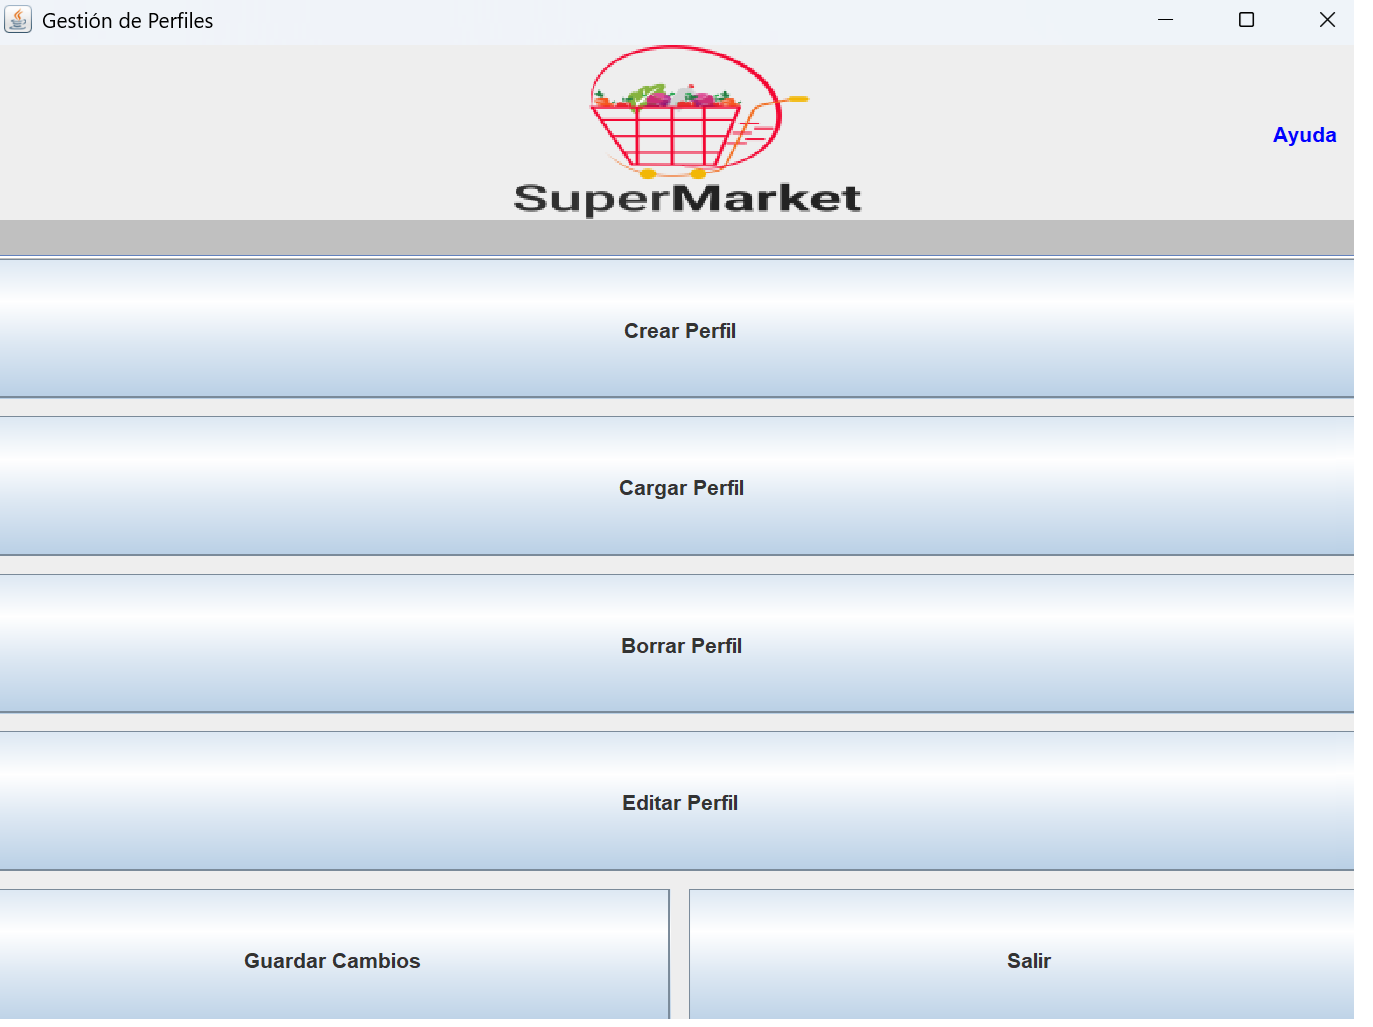 Gestión de Perfiles
Ayuda
SuperMarket
Crear Perfil
Cargar Perfil
Borrar Perfil
Editar Perfil
Guardar Cambios
Salir